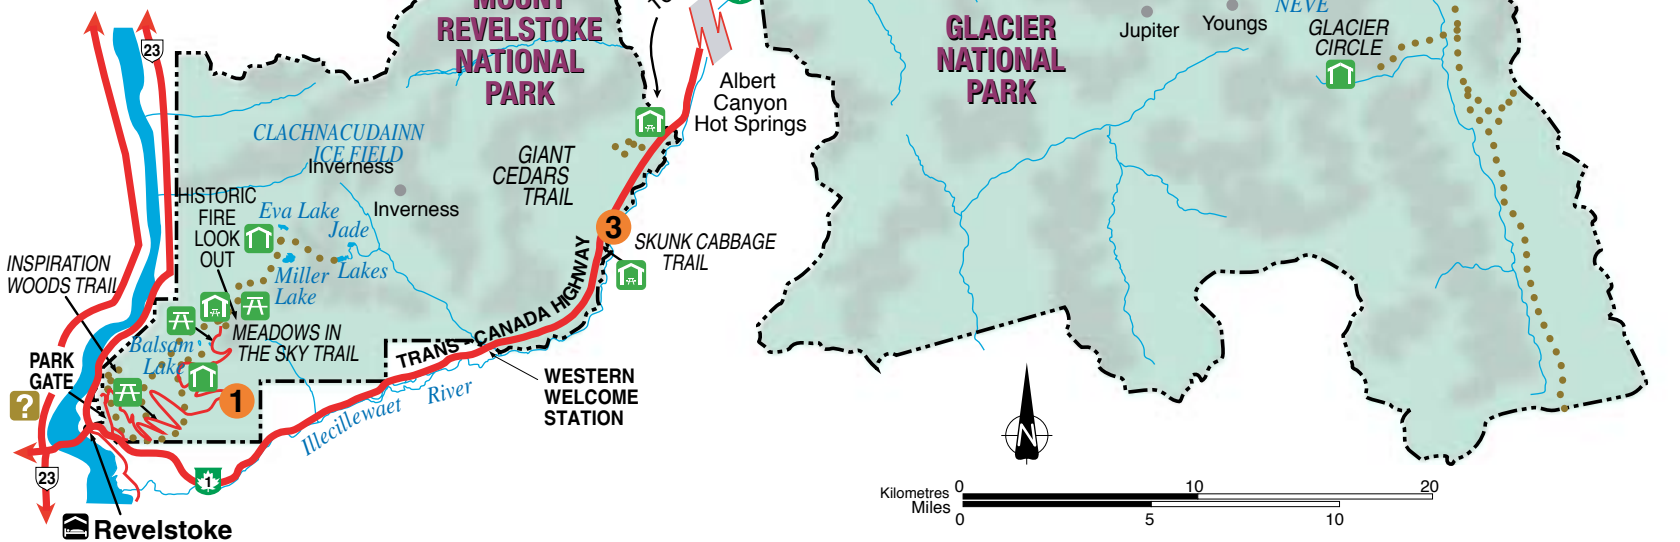 MOUNT
REVELSTOKE
NATIONAL
PARK
GLACIER
NATIONAL
PARK
Jupiter
Youngs
NEVE
GLACIER
CIRCLE
23
Albert
Canyon
Hot Springs
CLACHNACUDAINN
ICE FIELD
Inverness
Inverness
GIANT
CEDARS
TRAIL
HISTORIC
FIRE
LOOK
OUT
Eva Lake
Jade
Lakes
Miller
Lake
3
SKUNK CABBAGE
TRAIL
INSPIRATION
WOODS TRAIL
MEADOWS IN
THE SKY TRAIL
Balsam
Lake
PARK
GATE
?
1
TRANS - CANADA HIGHWAY
WESTERN
WELCOME
STATION
Illecillewaet River
23
1
Revelstoke
N
Kilometres 0 10 20
Miles
0 5 10